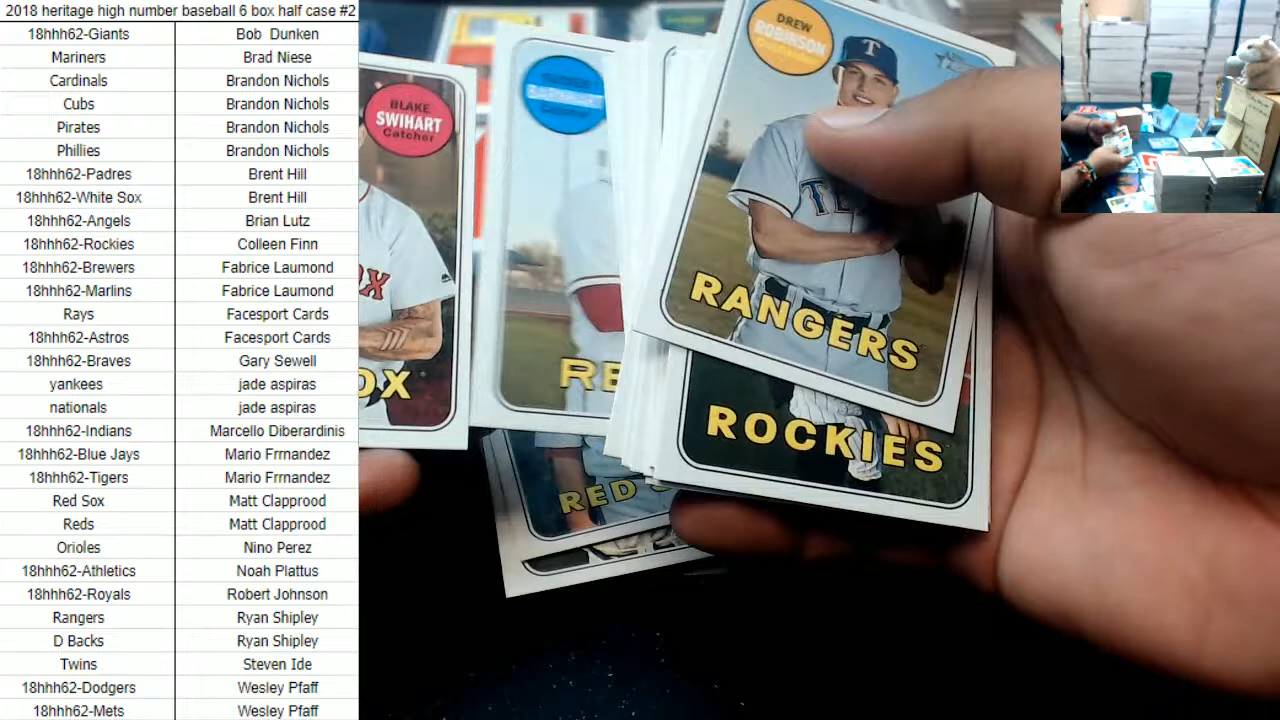 2018 heritage high number baseball 6 box half case #2
18hhh62-Giants Bob Dunken
Mariners Brad Niese
Cardinals Brandon Nichols
Cubs Brandon Nichols
Pirates Brandon Nichols
Phillies Brandon Nichols
18hhh62-Padres Brent Hill
18hhh62-White Sox Brent Hill
18hhh62-Angels Brian Lutz
18hhh62-Rockies Colleen Finn
18hhh62-Brewers Fabrice Laumond
18hhh62-Marlins Fabrice Laumond
Rays Facesport Cards
18hhh62-Astros Facesport Cards
18hhh62-Braves Gary Sewell
yankees jade aspiras
nationals jade aspiras
18hhh62-Indians Marcello Diberardinis
18hhh62-Blue Jays Mario Frrnandez
18hhh62-Tigers Mario Frrnandez
Red Sox Matt Clapprood
Reds Matt Clapprood
Orioles Nino Perez
18hhh62-Athletics Noah Plattus
18hhh62-Royals Robert Johnson
Rangers Ryan Shipley
D Backs Ryan Shipley
Twins Steven Ide
18hhh62-Dodgers Wesley Pfaff
18hhh62-Mets Wesley Pfaff
BLAKE
SWIHART
Catcher
OX
RE
RED S
DREW
ROBINSON
TE
RANGERS
ROCKIES